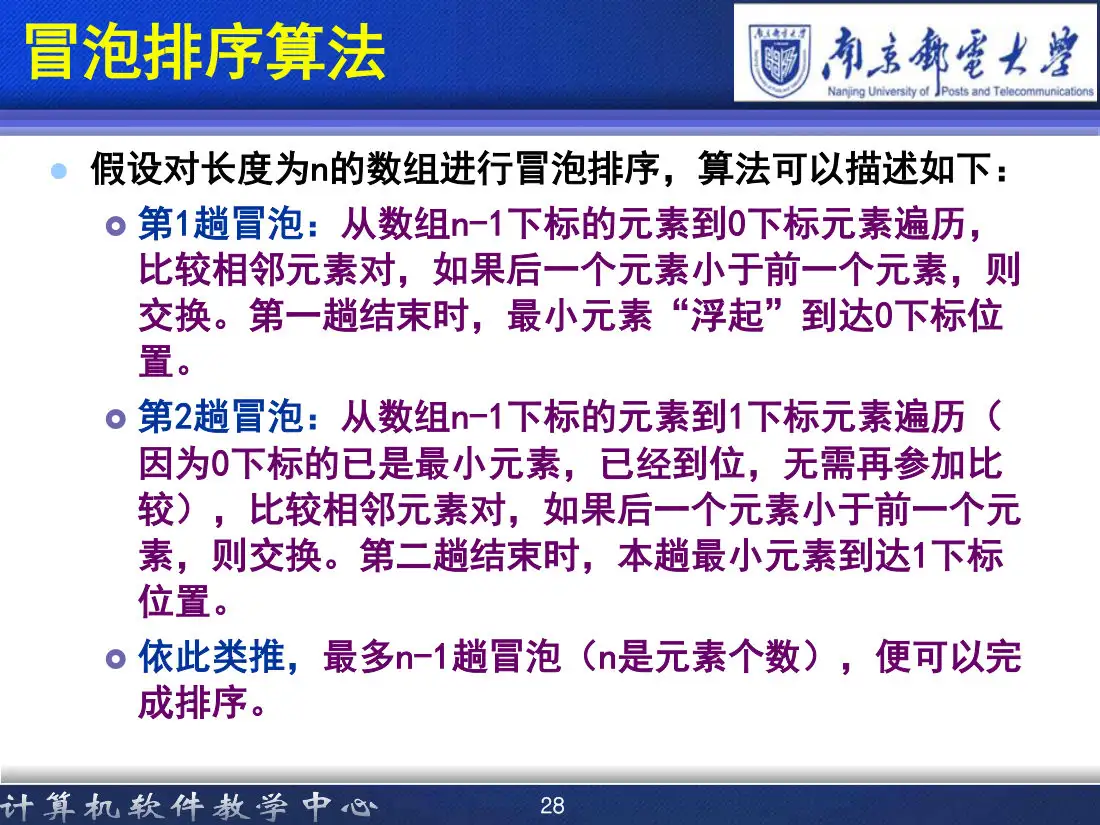 冒泡排序算法
南京邮电大学
Nanjing University of Posts and Telecommunications
假设对长度为n的数组进行冒泡排序，算法可以描述如下：
第1趟冒泡：从数组n-1下标的元素到0下标元素遍历，
比较相邻元素对，如果后一个元素小于前一个元素，则
交换。第一趟结束时，最小元素“浮起”到达0下标位
置。
第2趟冒泡：从数组n-1下标的元素到1下标元素遍历（
因为0下标的已是最小元素，已经到位，无需再参加比
较），比较相邻元素对，如果后一个元素小于前一个元
素，则交换。第二趟结束时，本趟最小元素到达1下标
位置。
依此类推，最多n-1趟冒泡（n是元素个数），便可以完
成排序。
计算机软件教学中心
28